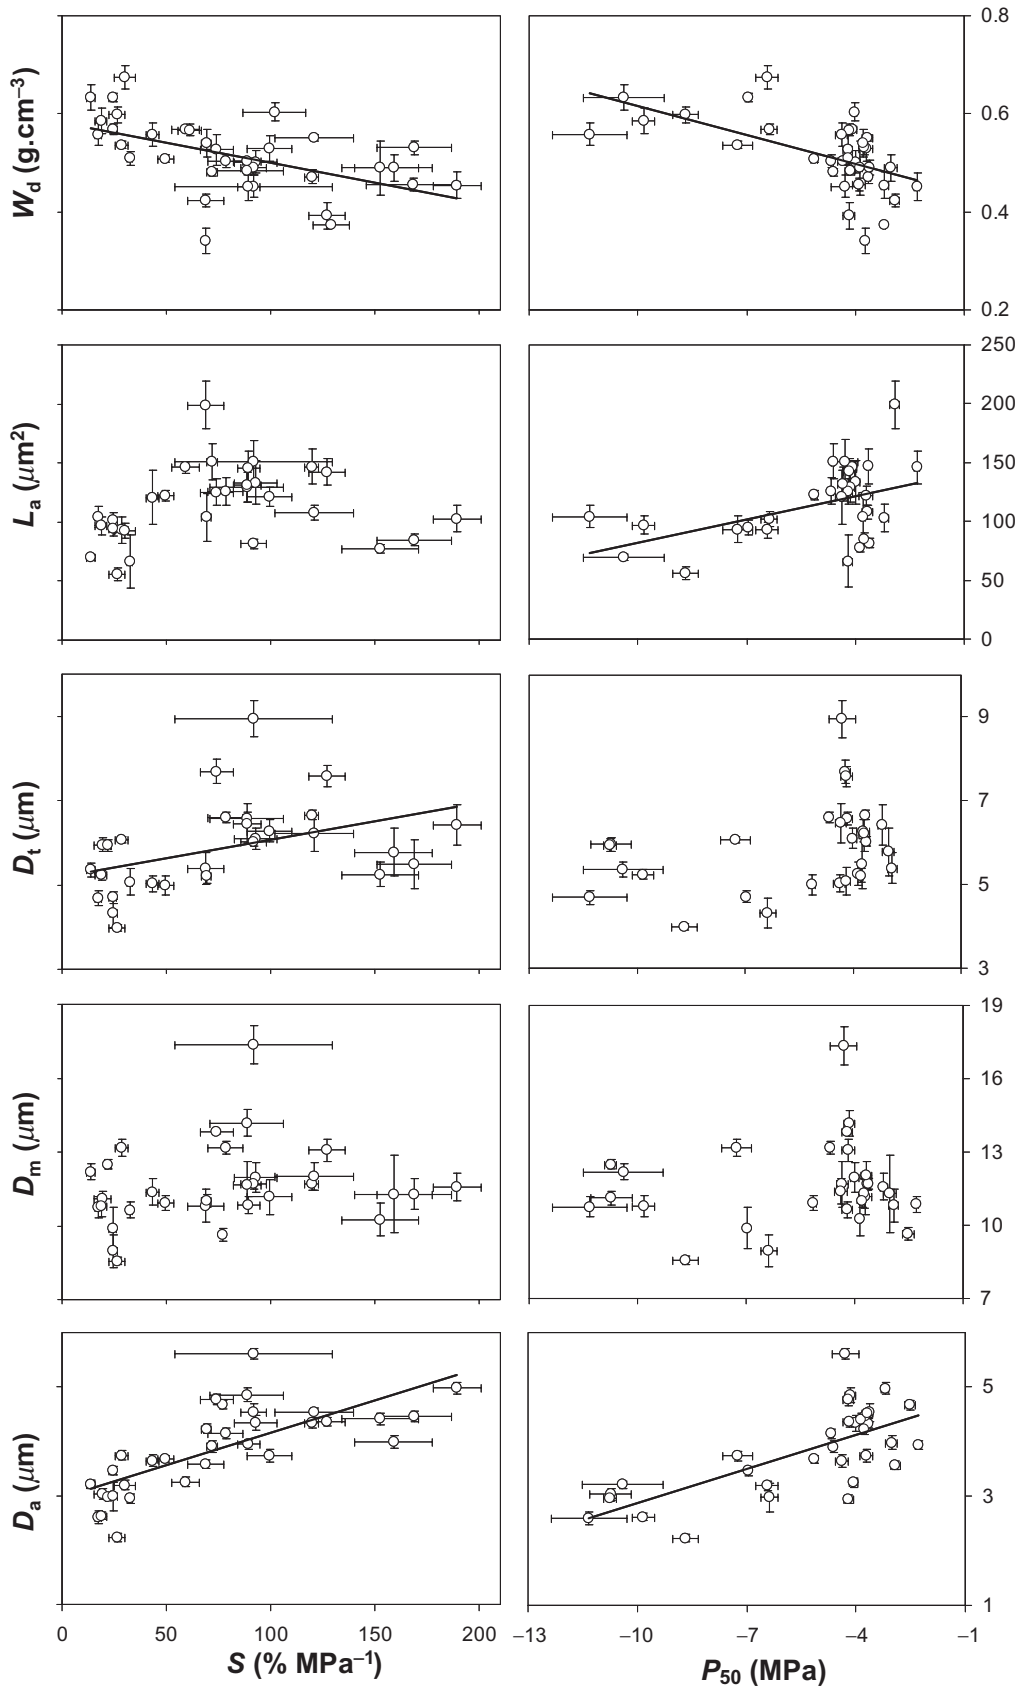 0.8
0.6
0.4
0.2
W_d (g.cm⁻³)
250
200
150
100
50
0
L_a (μm²)
9
7
5
3
D_t (μm)
19
16
13
10
7
D_m (μm)
5
3
1
D_a (μm)
0 50 100 150 200
−13 −10 −7 −4 −1
S (% MPa⁻¹)
P₅₀ (MPa)